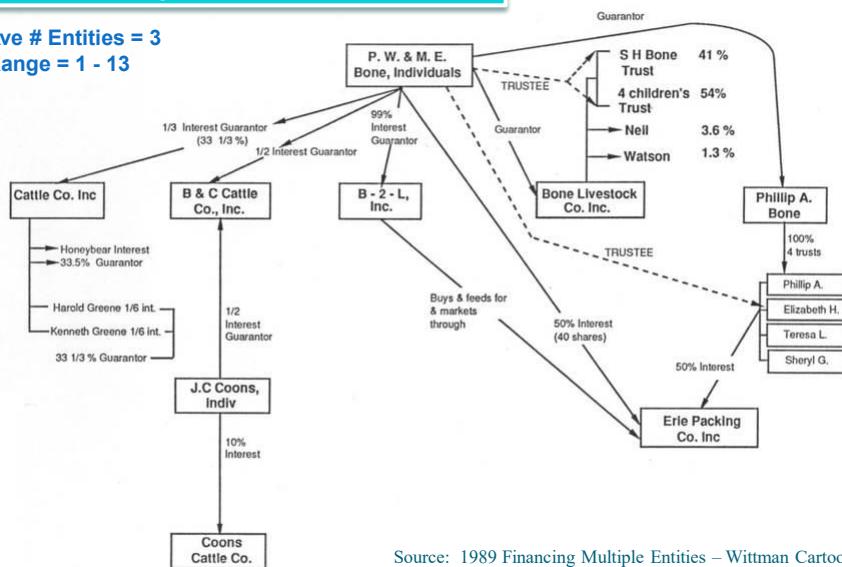 # Entities = 3
= 1 - 13
Guarantor
P. W. & M. E.
Bone, Individuals
TRUSTEE
S H Bone 41 %
Trust
4 children's 54%
Trust
Neil 3.6 %
Watson 1.3 %
1/3 Interest Guarantor
(33 1/3 %)
1/2 Interest Guarantor
99%
Interest
Guarantor
Guarantor
Cattle Co. Inc
B & C Cattle
Co., Inc.
B - 2 - L,
Inc.
Bone Livestock
Co. Inc.
Phillip A.
Bone
100%
4 trusts
Honeybear Interest
33.5% Guarantor
TRUSTEE
Phillip A.
Elizabeth H.
Teresa L.
Sheryl G.
Harold Greene 1/6 int.
Kenneth Greene 1/6 int.
33 1/3 % Guarantor
1/2
Interest
Guarantor
Buys & feeds for
& markets
through
50% Interest
(40 shares)
50% Interest
J.C Coons,
Indiv
Erie Packing
Co. Inc
10%
Interest
Coons
Cattle Co.
Source: 1989 Financing Multiple Entities – Wittman